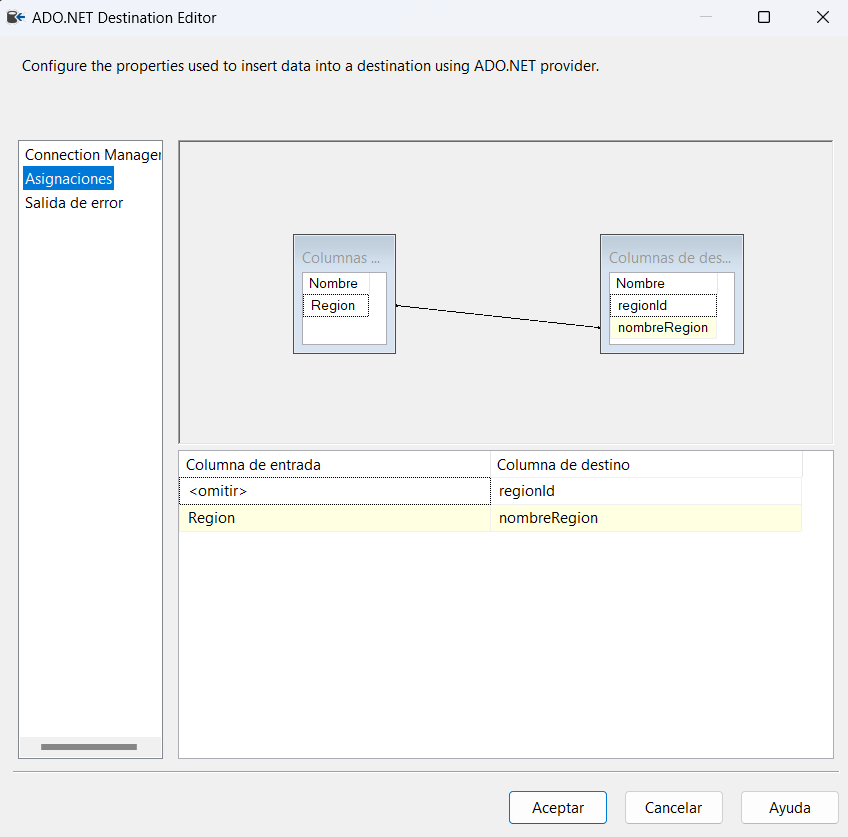 ADO.NET Destination Editor
Configure the properties used to insert data into a destination using ADO.NET provider.
Connection Manager
Asignaciones
Salida de error
Columnas ...
Nombre
Region
Columnas de des...
Nombre
regionId
nombreRegion
Columna de entrada Columna de destino
<omitir> regionId
Region nombreRegion
Aceptar Cancelar Ayuda